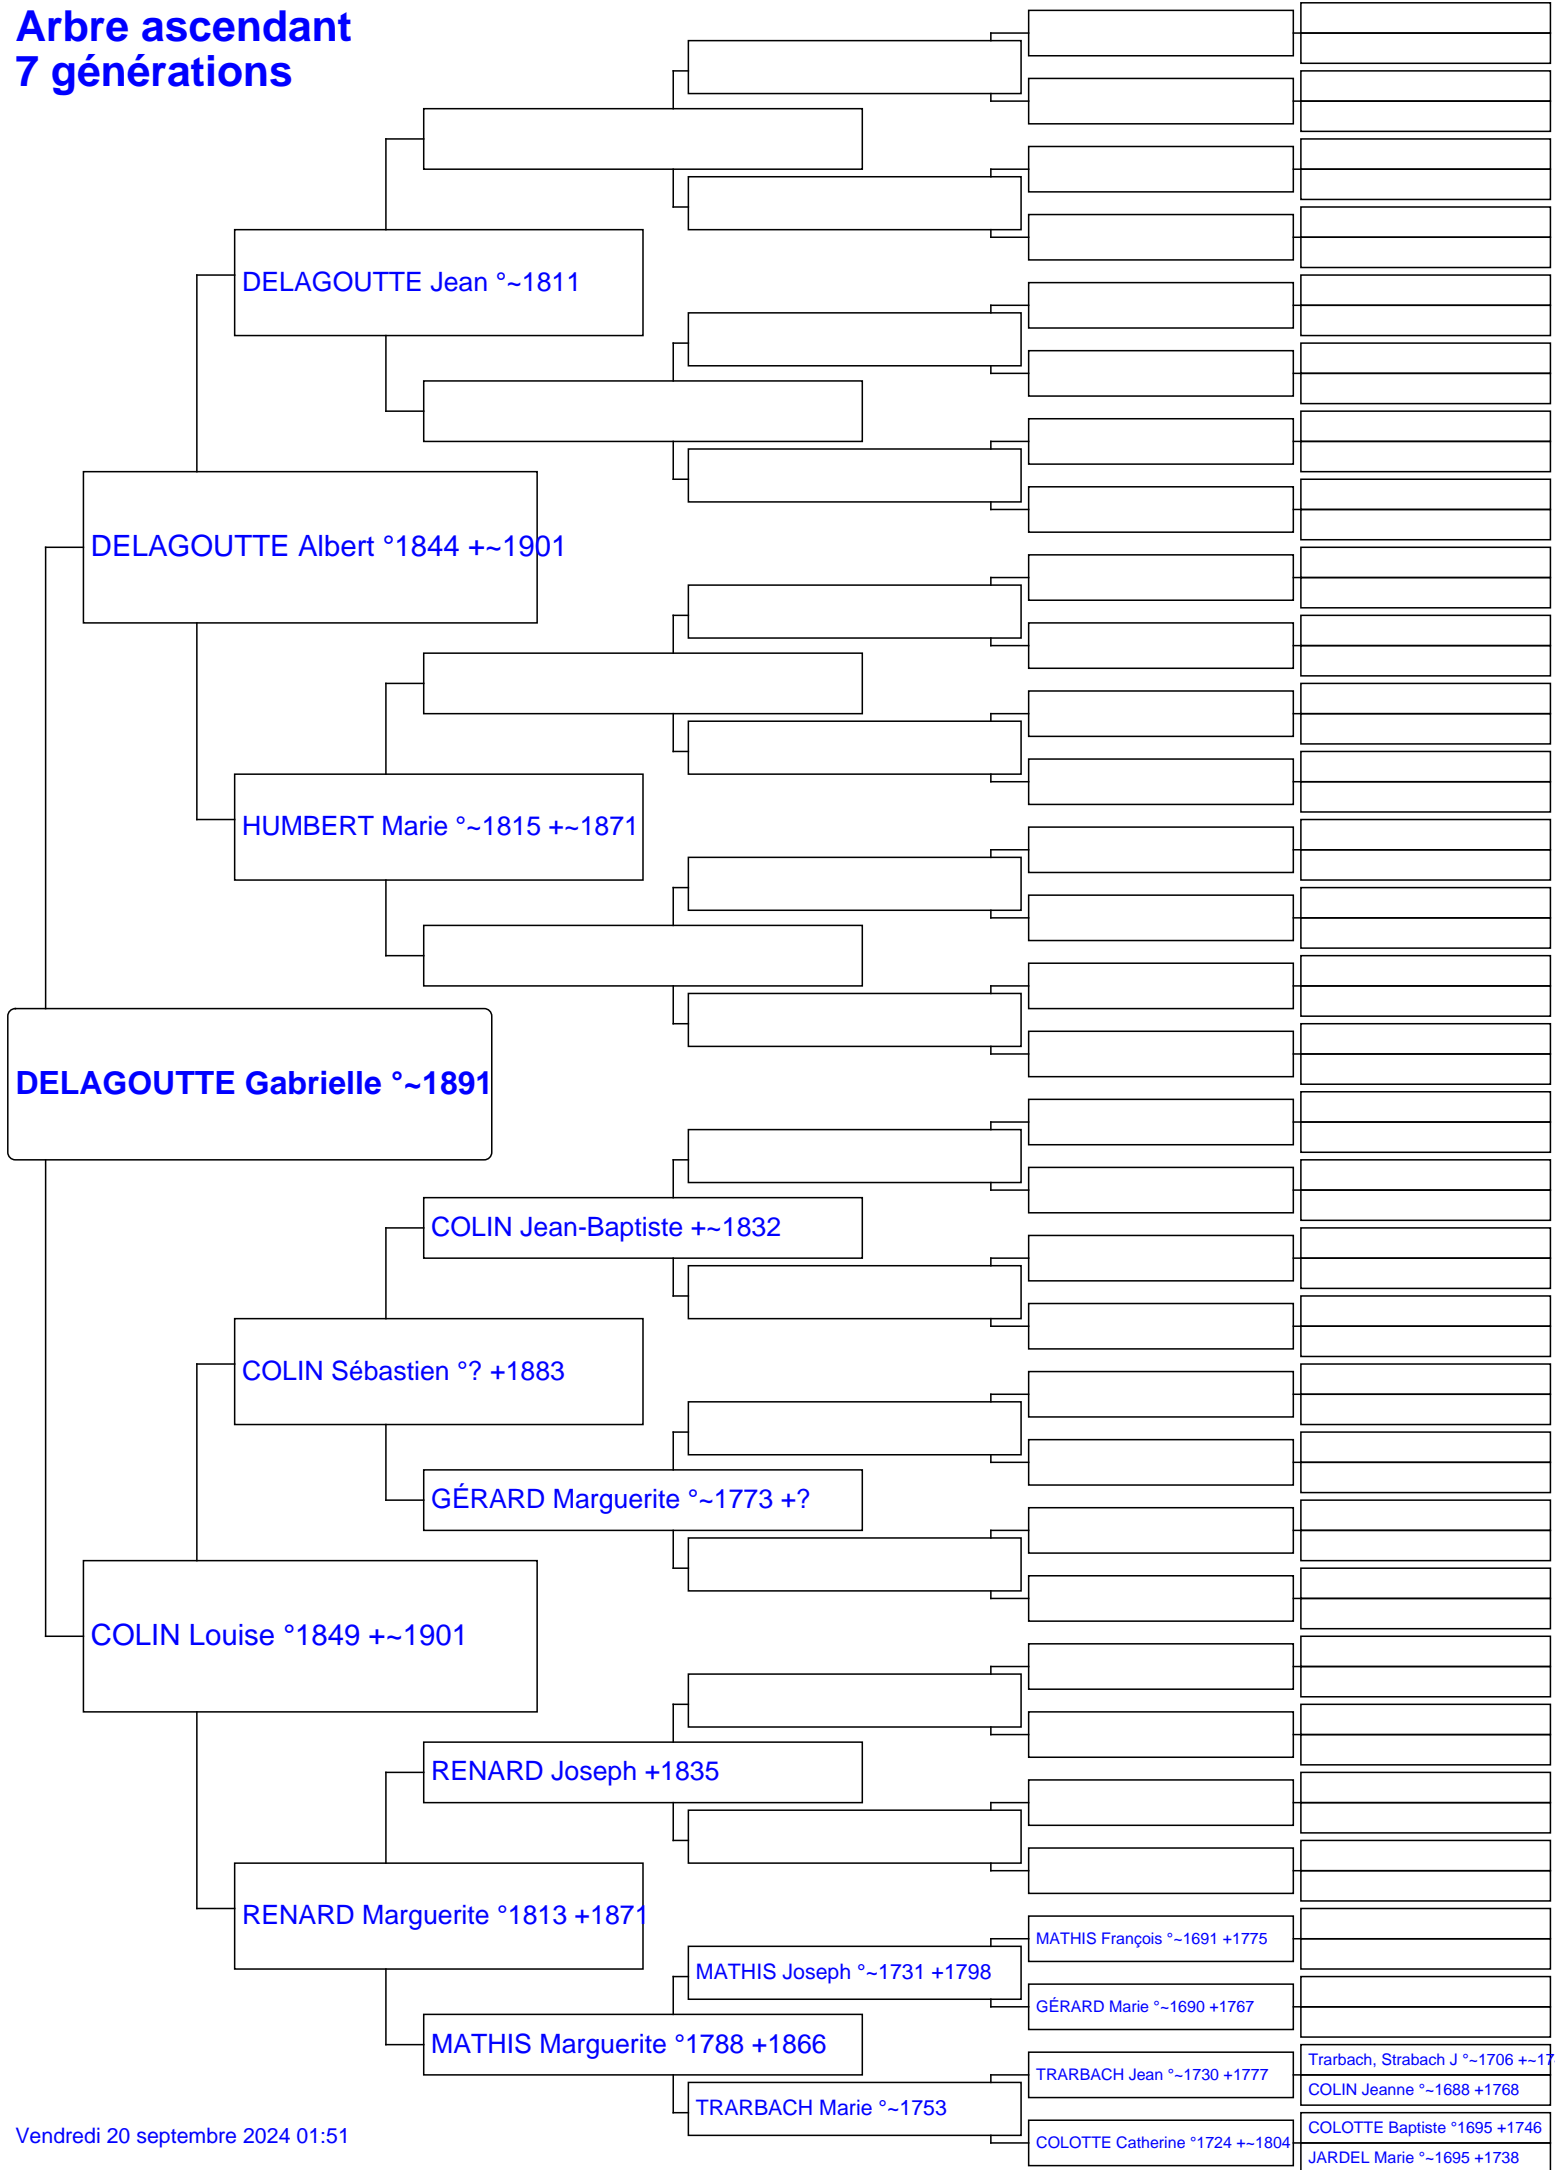 Arbre ascendant
7 générations
DELAGOUTTE Jean °~1811
DELAGOUTTE Albert °1844 +~1901
HUMBERT Marie °~1815 +~1871
DELAGOUTTE Gabrielle °~1891
COLIN Jean-Baptiste +~1832
COLIN Sébastien °? +1883
GÉRARD Marguerite °~1773 +?
COLIN Louise °1849 +~1901
RENARD Joseph +1835
RENARD Marguerite °1813 +1871
MATHIS François °~1691 +1775
MATHIS Joseph °~1731 +1798
GÉRARD Marie °~1690 +1767
MATHIS Marguerite °1788 +1866
Trarbach, Strabach J °~1706 +~17
TRARBACH Jean °~1730 +1777
COLIN Jeanne °~1688 +1768
TRARBACH Marie °~1753
COLOTTE Baptiste °1695 +1746
COLOTTE Catherine °1724 +~1804
JARDEL Marie °~1695 +1738
Vendredi 20 septembre 2024 01:51